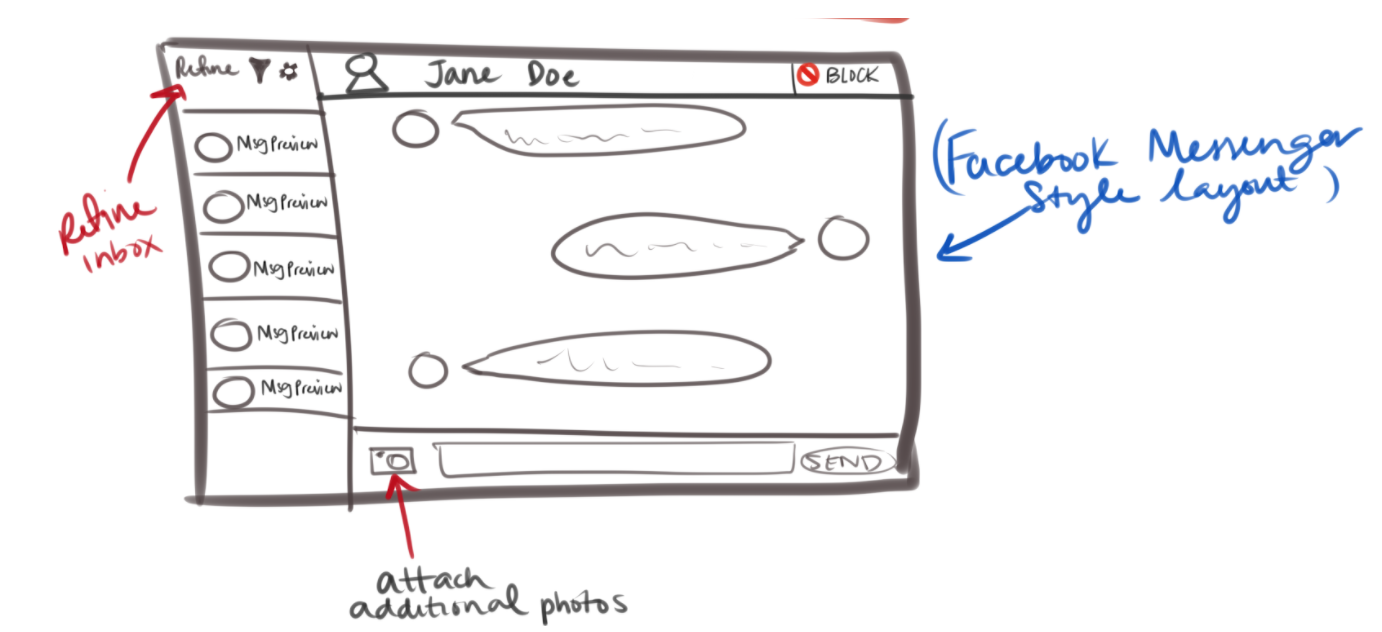 Refine
Jane Doe
BLOCK
Msg Preview
Msg Preview
Msg Preview
Msg Preview
Msg Preview
SEND
Refine
inbox
(Facebook Messenger
Style layout)
attach
additional photos